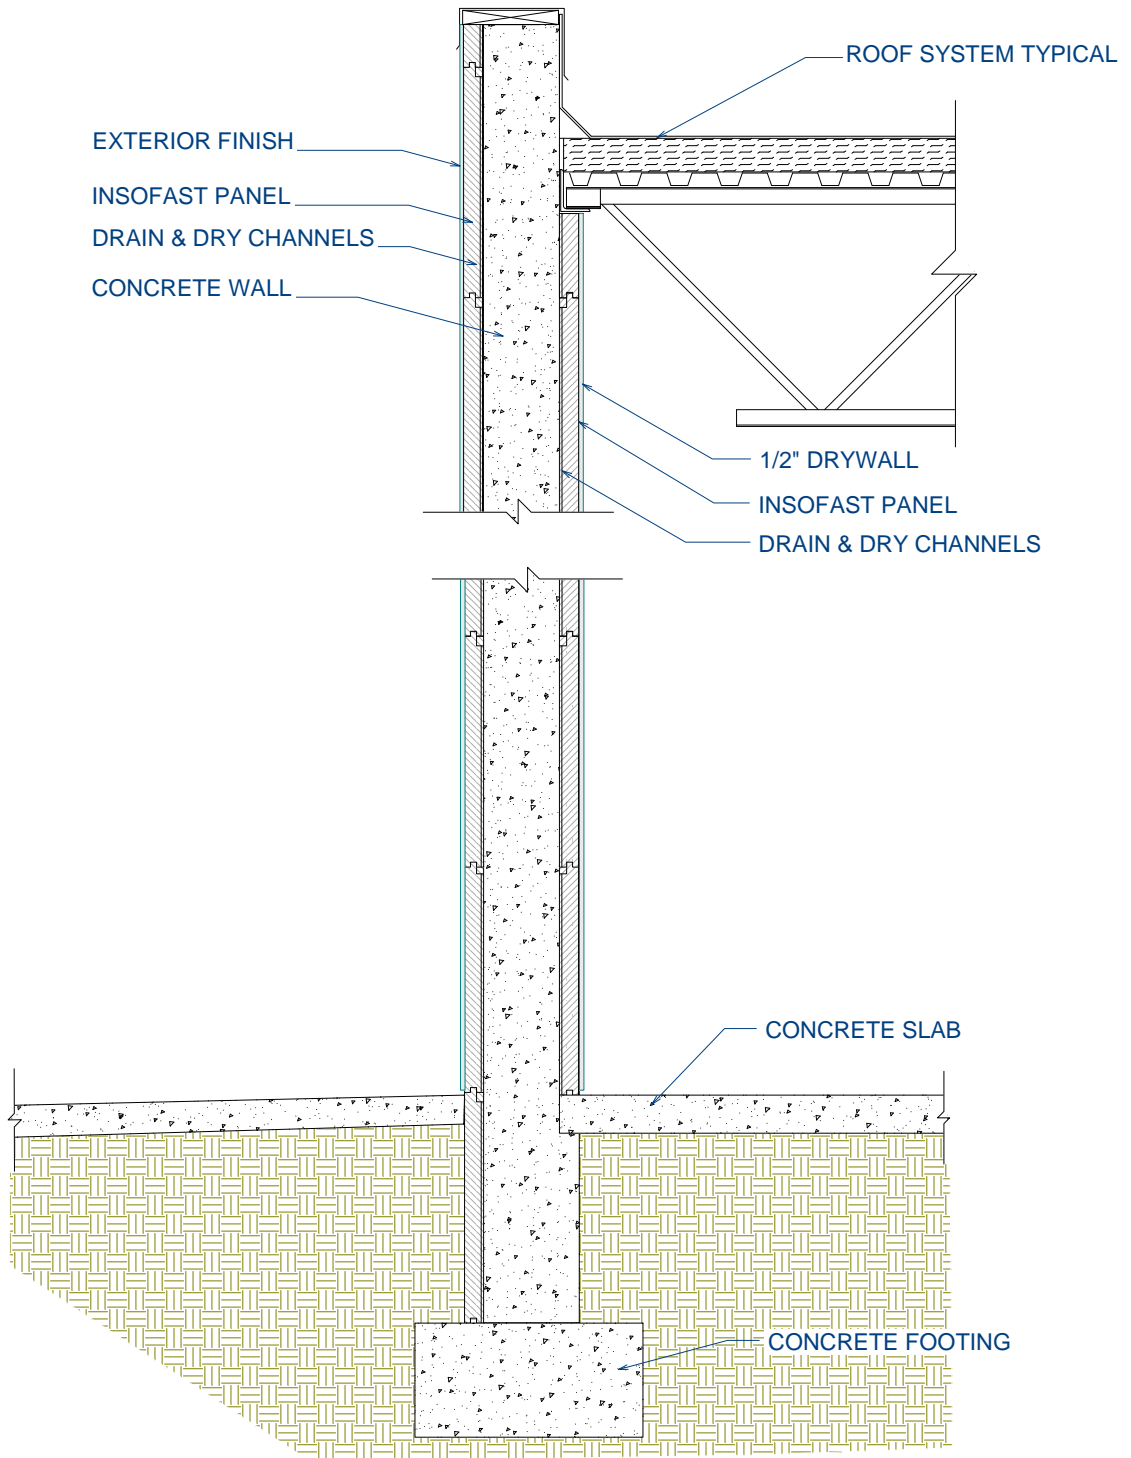 ROOF SYSTEM TYPICAL
EXTERIOR FINISH
INSOFAST PANEL
DRAIN & DRY CHANNELS
CONCRETE WALL
1/2" DRYWALL
INSOFAST PANEL
DRAIN & DRY CHANNELS
CONCRETE SLAB
CONCRETE FOOTING